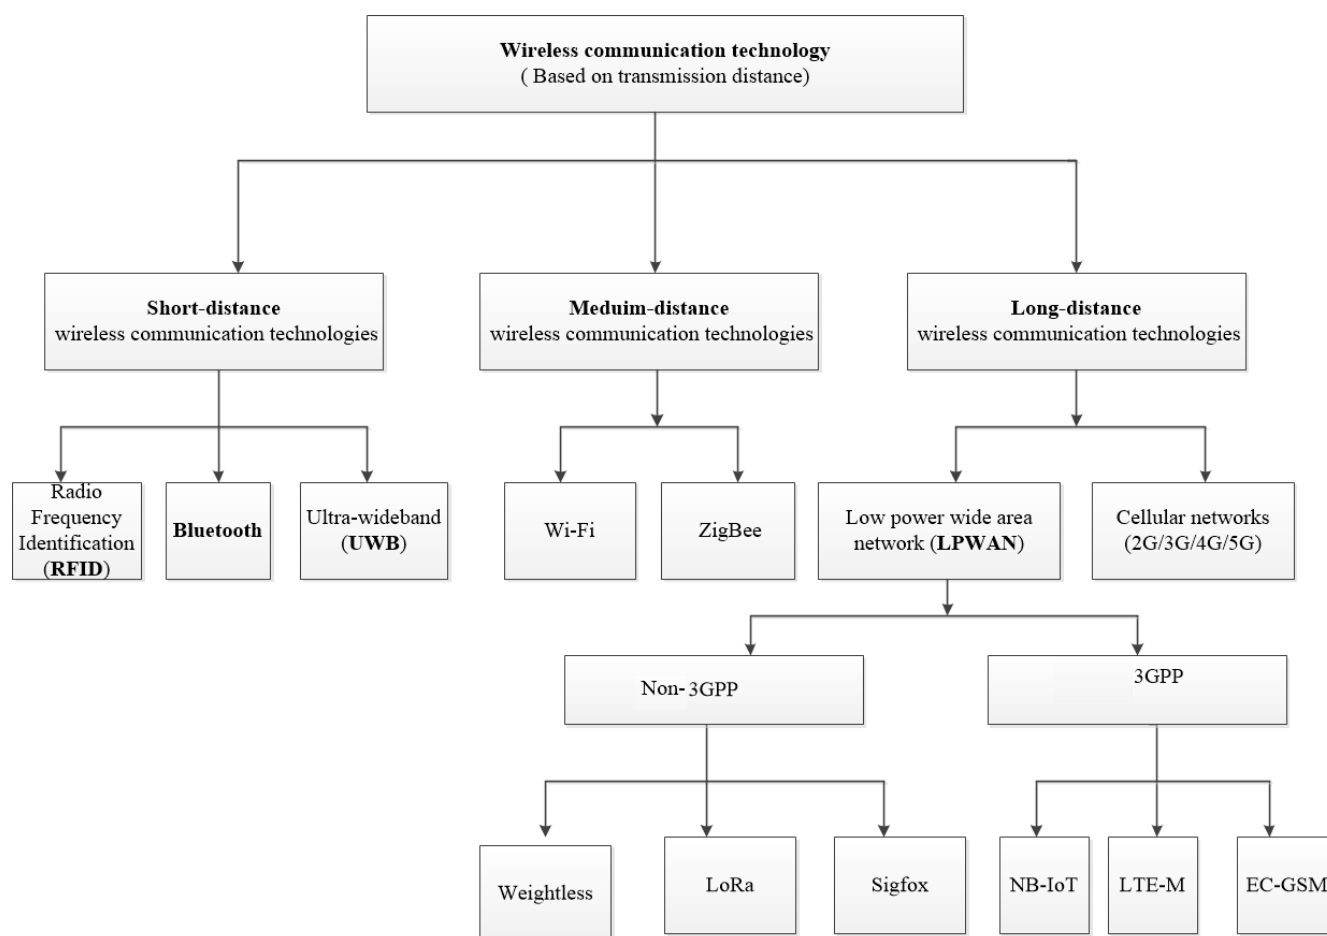 Wireless communication technology
( Based on transmission distance)
Short-distance
wireless communication technologies
Meduim-distance
wireless communication technologies
Long-distance
wireless communication technologies
Radio
Frequency
Identification
(RFID)
Bluetooth
Ultra-wideband
(UWB)
Wi-Fi
ZigBee
Low power wide area
network (LPWAN)
Cellular networks
(2G/3G/4G/5G)
Non-3GPP
3GPP
Weightless
LoRa
Sigfox
NB-IoT
LTE-M
EC-GSM